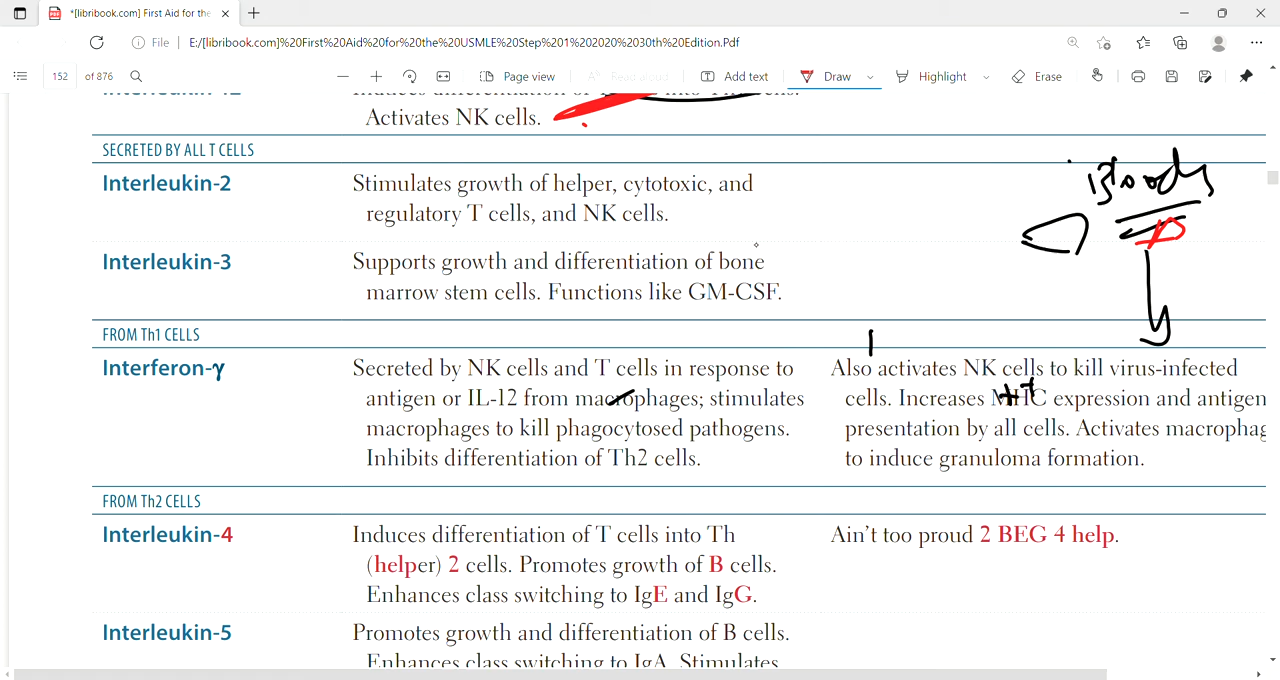 *[libribook.com] First Aid for the
File
E:/[libribook.com]%20First%20Aid%20for%20the%20USMLE%20Step%201%202020%2030th%20Edition.Pdf
152 of 876
Page view
Read aloud
Add text
Draw
Highlight
Erase
Activates NK cells.
SECRETED BY ALL T CELLS
Interleukin-2
Stimulates growth of helper, cytotoxic, and
regulatory T cells, and NK cells.
Interleukin-3
Supports growth and differentiation of bone
marrow stem cells. Functions like GM-CSF.
FROM Th1 CELLS
Interferon-γ
Secreted by NK cells and T cells in response to
antigen or IL-12 from macrophages; stimulates
macrophages to kill phagocytosed pathogens.
Inhibits differentiation of Th2 cells.
Also activates NK cells to kill virus-infected
cells. Increases MHC expression and antigen
presentation by all cells. Activates macrophag
to induce granuloma formation.
FROM Th2 CELLS
Interleukin-4
Induces differentiation of T cells into Th
(helper) 2 cells. Promotes growth of B cells.
Enhances class switching to IgE and IgG.
Ain't too proud 2 BEG 4 help.
Interleukin-5
Promotes growth and differentiation of B cells.
Enhances class switching to IgA. Stimulates